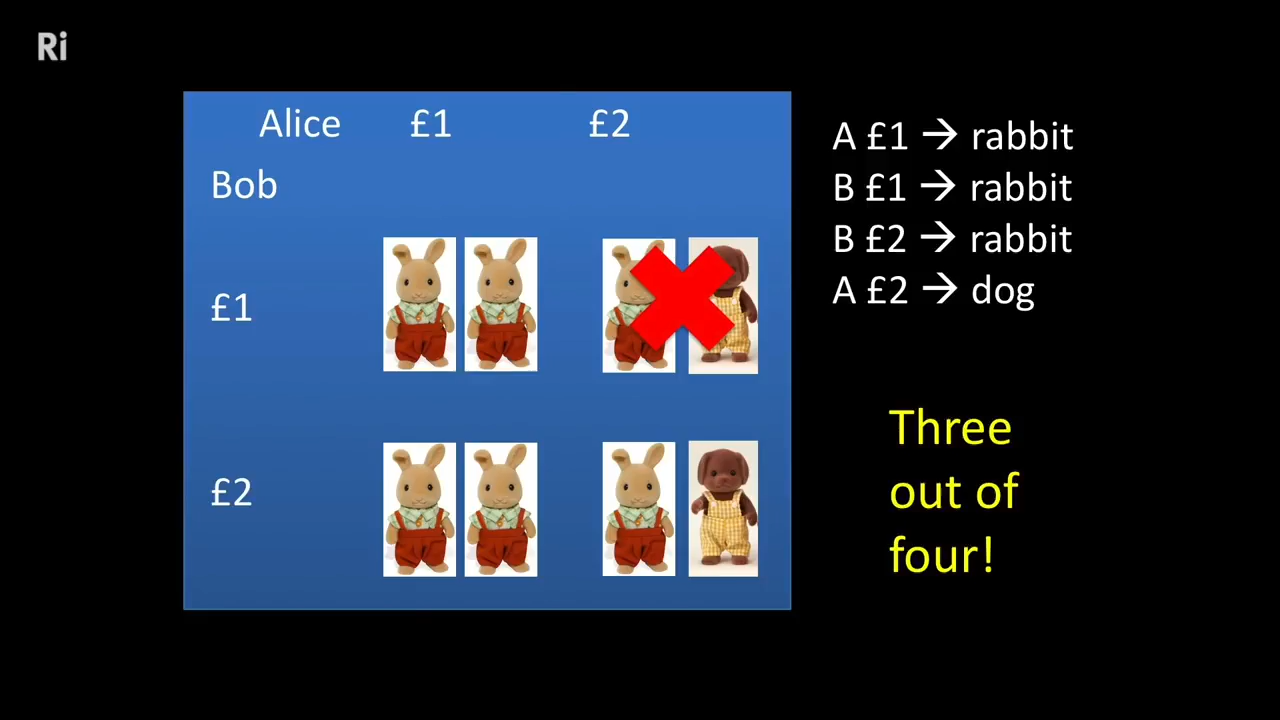 Ri
Alice £1 £2
Bob
£1
£2
A £1 → rabbit
B £1 → rabbit
B £2 → rabbit
A £2 → dog
Three
out of
four!